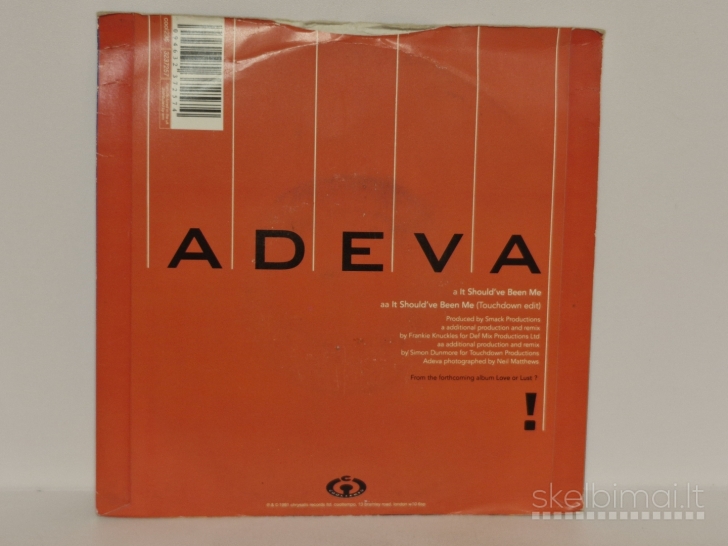 ADEVA
a It Should've Been Me
aa It Should've Been Me (Touchdown edit)
Produced by Smack Productions
a additional production and remix
by Frankie Knuckles for Def Mix Productions Ltd
aa additional production and remix
by Simon Dunmore for Touchdown Productions
Adeva photographed by Neil Matthews
From the forthcoming album Love or Lust ?
!
skelbimai.lt